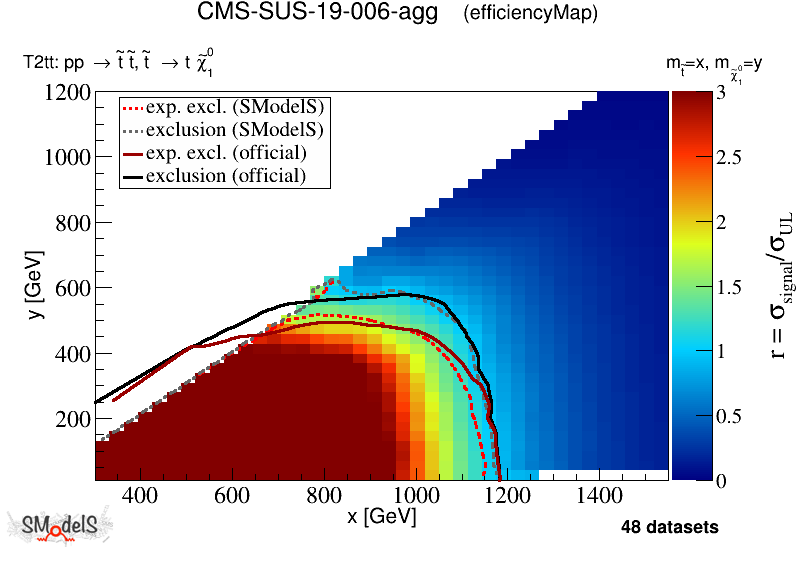 CMS-SUS-19-006-agg (efficiencyMap)
T2tt: pp → t̃ t̃, t̃ → t χ̃₁⁰
m_t̃=x, m_χ̃₁⁰=y
exp. excl. (SModelS)
exclusion (SModelS)
exp. excl. (official)
exclusion (official)
1200
1000
800
600
400
200
y [GeV]
400 600 800 1000 1200 1400
x [GeV]
3
2.5
2
1.5
1
0.5
0
r = σ_signal/σ_UL
SModelS
48 datasets